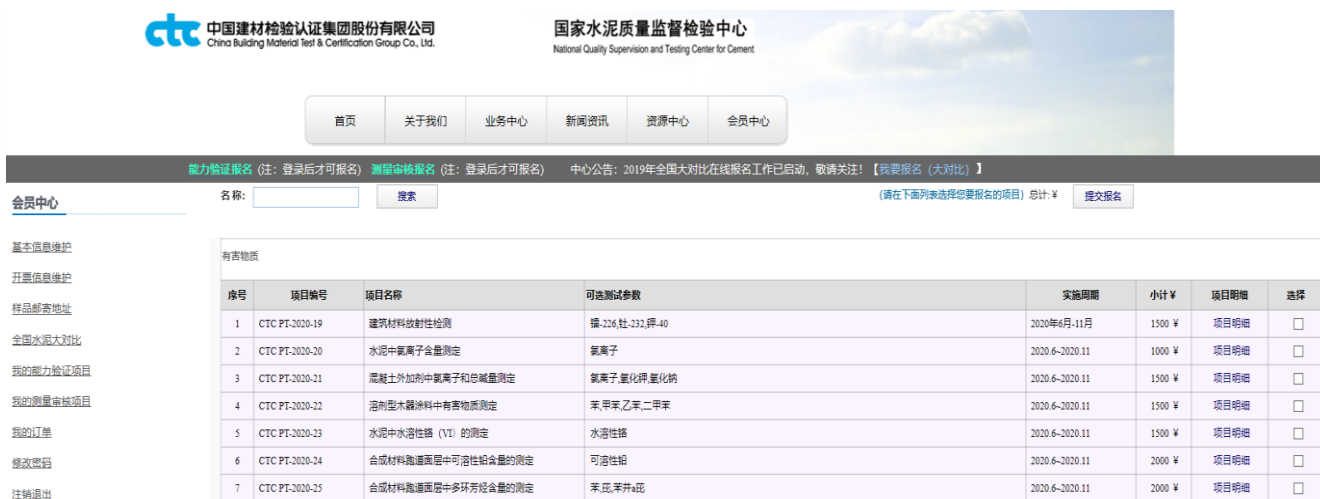 ctc 中国建材检验认证集团股份有限公司 国家水泥质量监督检验中心
China Building Material Test & Certification Group Co., Ltd. National Quality Supervision and Testing Center for Cement
首页 关于我们 业务中心 新闻资讯 资源中心 会员中心
能力验证报名 (注：登录后才可报名) 测量审核报名 (注：登录后才可报名) 中心公告：2019年全国大对比在线报名工作已启动，敬请关注！【我要报名（大对比）】
会员中心 名称: 搜索 (请在下面列表选择您要报名的项目) 总计:¥ 提交报名
基本信息维护
开票信息维护
样品邮寄地址
全国水泥大对比
我的能力验证项目
我的测量审核项目
我的订单
修改密码
注销退出
有害物质
序号 项目编号 项目名称 可选测试参数 实施周期 小计¥ 项目明细 选择
1 CTC PT-2020-19 建筑材料放射性检测 镭-226,钍-232,钾-40 2020年6月-11月 1500 ¥ 项目明细
2 CTC PT-2020-20 水泥中氯离子含量测定 氯离子 2020.6~2020.11 1000 ¥ 项目明细
3 CTC PT-2020-21 混凝土外加剂中氯离子和总碱量测定 氯离子,氧化钾,氧化钠 2020.6~2020.11 1500 ¥ 项目明细
4 CTC PT-2020-22 溶剂型木器涂料中有害物质测定 苯,甲苯,乙苯,二甲苯 2020.6~2020.11 1500 ¥ 项目明细
5 CTC PT-2020-23 水泥中水溶性铬（VI）的测定 水溶性铬 2020.6~2020.11 1500 ¥ 项目明细
6 CTC PT-2020-24 合成材料跑道面层中可溶性铅含量的测定 可溶性铅 2020.6~2020.11 2000 ¥ 项目明细
7 CTC PT-2020-25 合成材料跑道面层中多环芳烃含量的测定 苯,芘,苯并a芘 2020.6~2020.11 2000 ¥ 项目明细